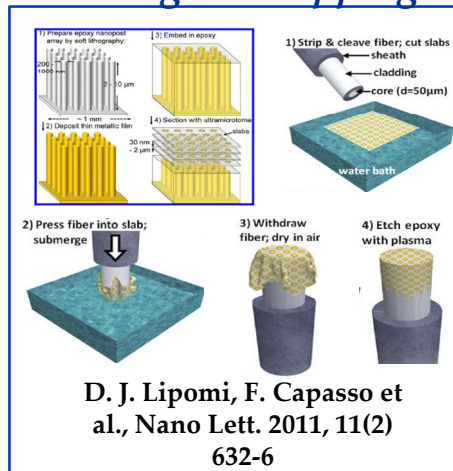 1) Prepare epoxy nanopost
array by soft lithography:
200 -
1000 nm
2 - 10 μm
~ 1 mm
2) Deposit thin metallic film
3) Embed in epoxy
4) Section with ultramicrotome
slabs
30 nm
- 2 μm
1) Strip & cleave fiber; cut slabs
sheath
cladding
core (d=50μm)
water bath
2) Press fiber into slab;
submerge
3) Withdraw
fiber; dry in air
4) Etch epoxy
with plasma
D. J. Lipomi, F. Capasso et
al., Nano Lett. 2011, 11(2)
632-6